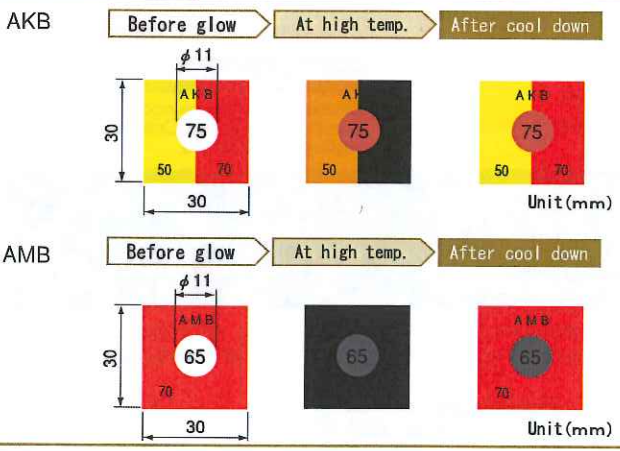 AKB
Before glow At high temp. After cool down
φ11
30
AKB
75
50 70
30
AK
75
50
AKB
75
50 70
Unit(mm)
AMB
Before glow At high temp. After cool down
φ11
30
AMB
65
70
30
65
AMB
65
70
Unit(mm)